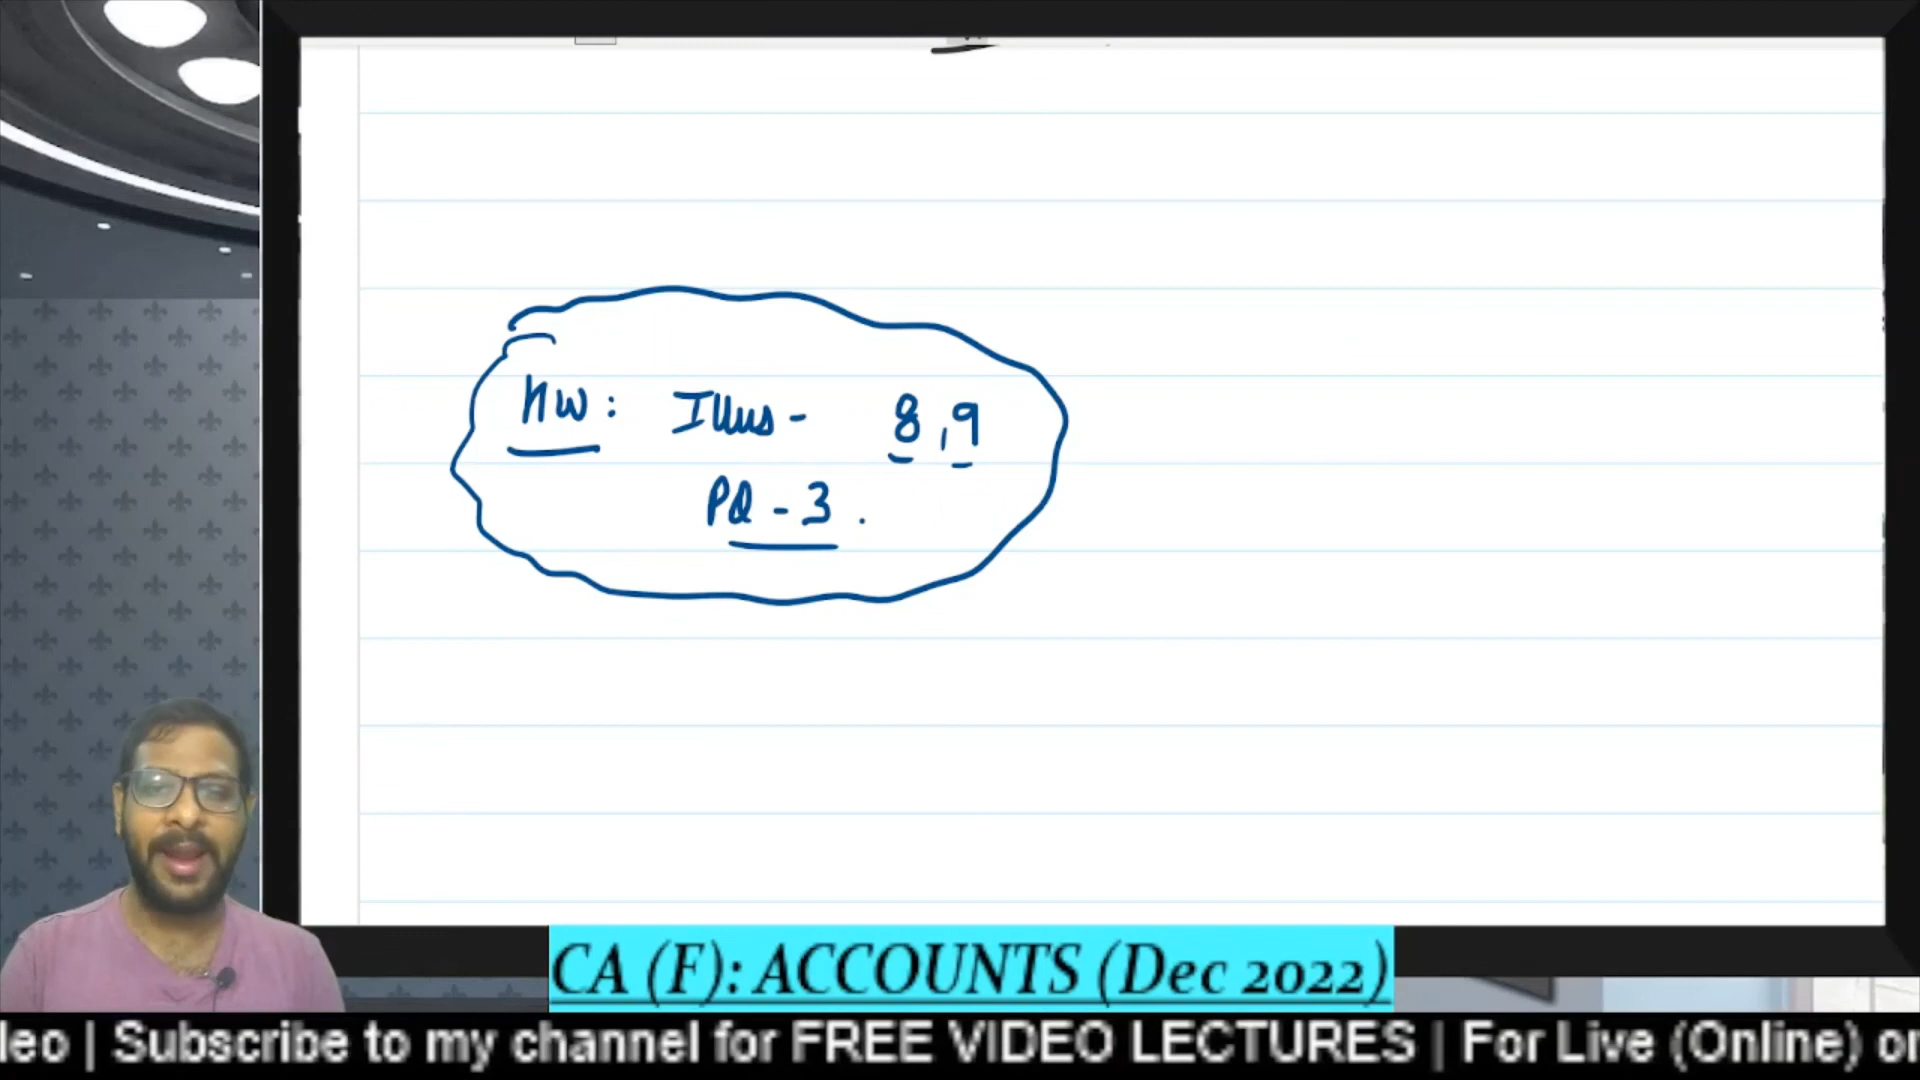 HW: Illus - 8, 9
PQ - 3.
CA (F): ACCOUNTS (Dec 2022)
deo | Subscribe to my channel for FREE VIDEO LECTURES | For Live (Online) or